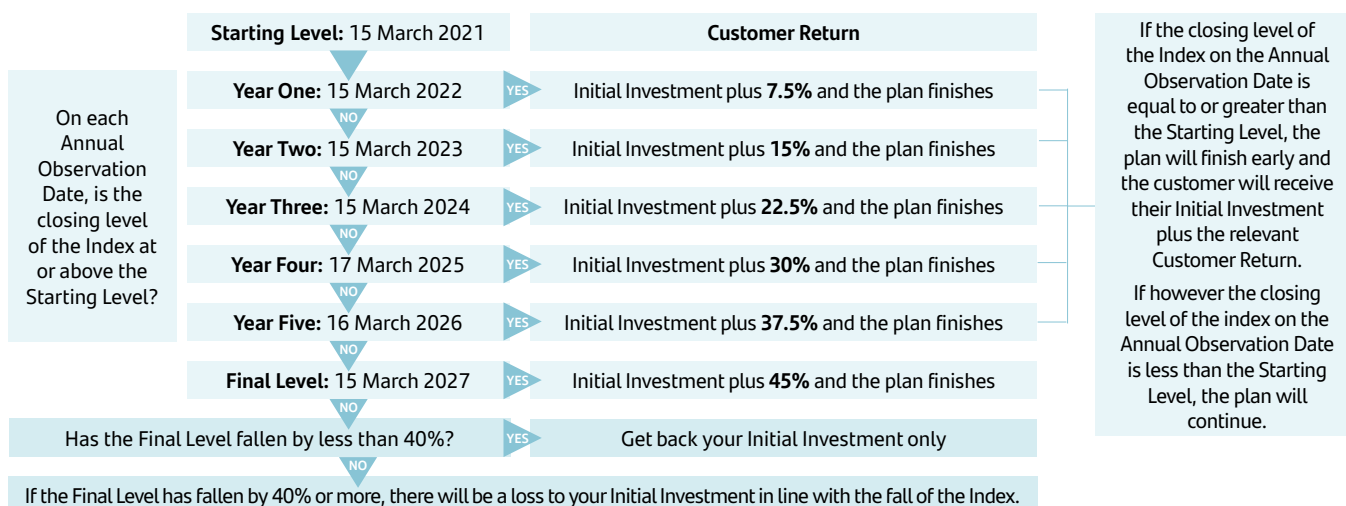 On each
Annual
Observation
Date, is the
closing level
of the Index at
or above the
Starting Level?
Starting Level: 15 March 2021
Customer Return
Year One: 15 March 2022
YES
Initial Investment plus 7.5% and the plan finishes
NO
Year Two: 15 March 2023
YES
Initial Investment plus 15% and the plan finishes
NO
Year Three: 15 March 2024
YES
Initial Investment plus 22.5% and the plan finishes
NO
Year Four: 17 March 2025
YES
Initial Investment plus 30% and the plan finishes
NO
Year Five: 16 March 2026
YES
Initial Investment plus 37.5% and the plan finishes
NO
Final Level: 15 March 2027
YES
Initial Investment plus 45% and the plan finishes
NO
Has the Final Level fallen by less than 40%?
YES
Get back your Initial Investment only
NO
If the Final Level has fallen by 40% or more, there will be a loss to your Initial Investment in line with the fall of the Index.
If the closing level of
the Index on the Annual
Observation Date is
equal to or greater than
the Starting Level, the
plan will finish early and
the customer will receive
their Initial Investment
plus the relevant
Customer Return.
If however the closing
level of the index on the
Annual Observation Date
is less than the Starting
Level, the plan will
continue.